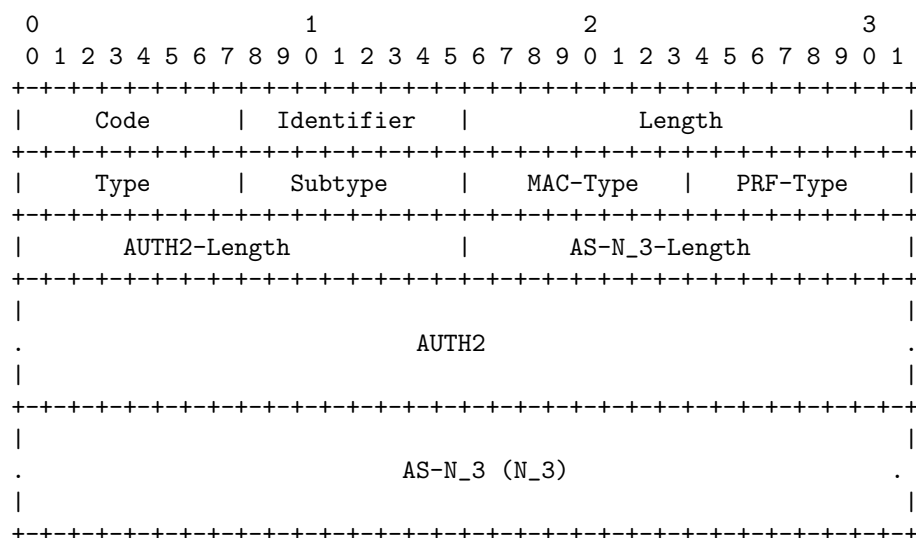 0                   1                   2                   3
 0 1 2 3 4 5 6 7 8 9 0 1 2 3 4 5 6 7 8 9 0 1 2 3 4 5 6 7 8 9 0 1
+-+-+-+-+-+-+-+-+-+-+-+-+-+-+-+-+-+-+-+-+-+-+-+-+-+-+-+-+-+-+-+-+
|     Code      |  Identifier   |            Length             |
+-+-+-+-+-+-+-+-+-+-+-+-+-+-+-+-+-+-+-+-+-+-+-+-+-+-+-+-+-+-+-+-+
|     Type      |   Subtype     |    MAC-Type   |   PRF-Type    |
+-+-+-+-+-+-+-+-+-+-+-+-+-+-+-+-+-+-+-+-+-+-+-+-+-+-+-+-+-+-+-+-+
|       AUTH2-Length            |       AS-N_3-Length           |
+-+-+-+-+-+-+-+-+-+-+-+-+-+-+-+-+-+-+-+-+-+-+-+-+-+-+-+-+-+-+-+-+
|                                                               |
.                            AUTH2                              .
|                                                               |
+-+-+-+-+-+-+-+-+-+-+-+-+-+-+-+-+-+-+-+-+-+-+-+-+-+-+-+-+-+-+-+-+
|                                                               |
.                           AS-N_3 (N_3)                       .
|                                                               |
+-+-+-+-+-+-+-+-+-+-+-+-+-+-+-+-+-+-+-+-+-+-+-+-+-+-+-+-+-+-+-+-+